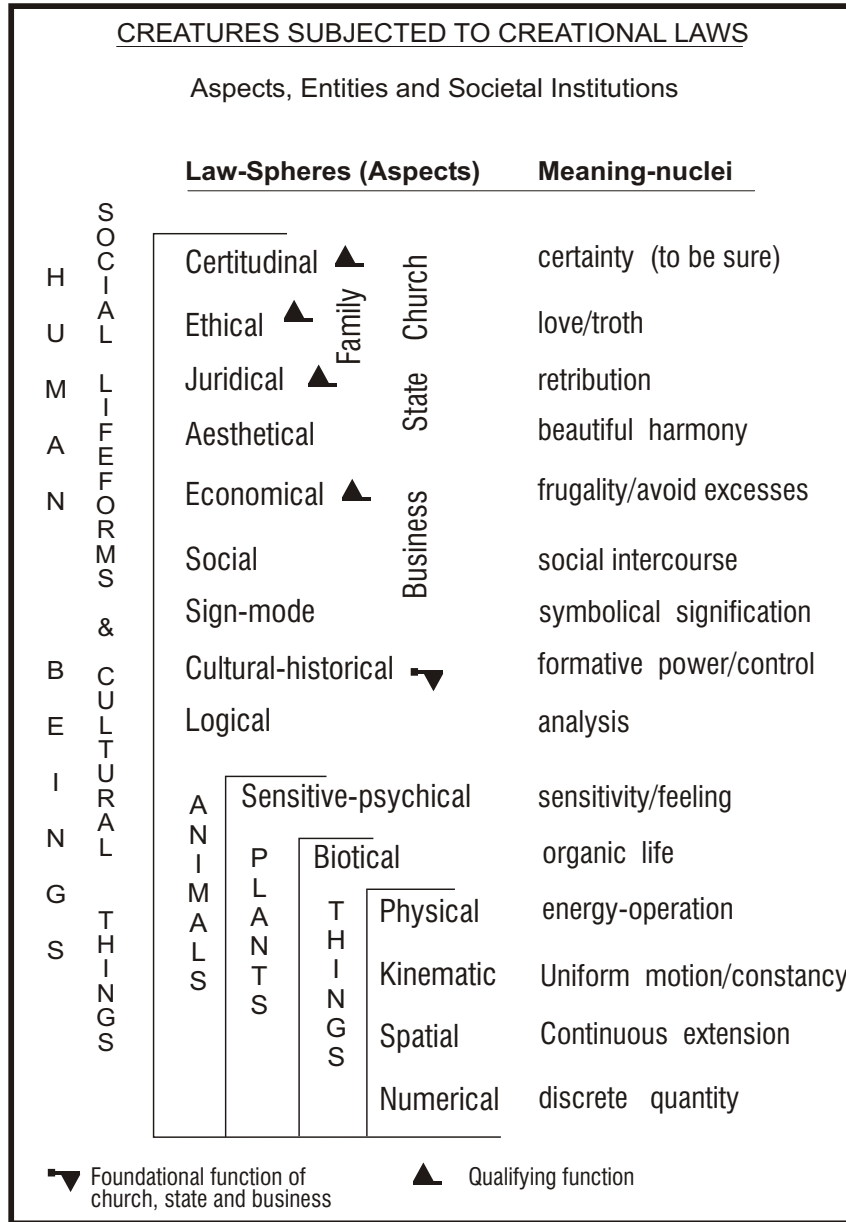 CREATURES SUBJECTED TO CREATIONAL LAWS
Aspects, Entities and Societal Institutions
Law-Spheres (Aspects) Meaning-nuclei
HUMAN BEINGS
SOCIAL LIFEFORMS & CULTURAL THINGS
Certitudinal certainty (to be sure)
Ethical love/troth
Juridical retribution
Aesthetical beautiful harmony
Economical frugality/avoid excesses
Social social intercourse
Sign-mode symbolical signification
Cultural-historical formative power/control
Logical analysis
Family
Church
State
Business
ANIMALS
Sensitive-psychical sensitivity/feeling
PLANTS
Biotical organic life
THINGS
Physical energy-operation
Kinematic Uniform motion/constancy
Spatial Continuous extension
Numerical discrete quantity
Foundational function of
church, state and business
Qualifying function